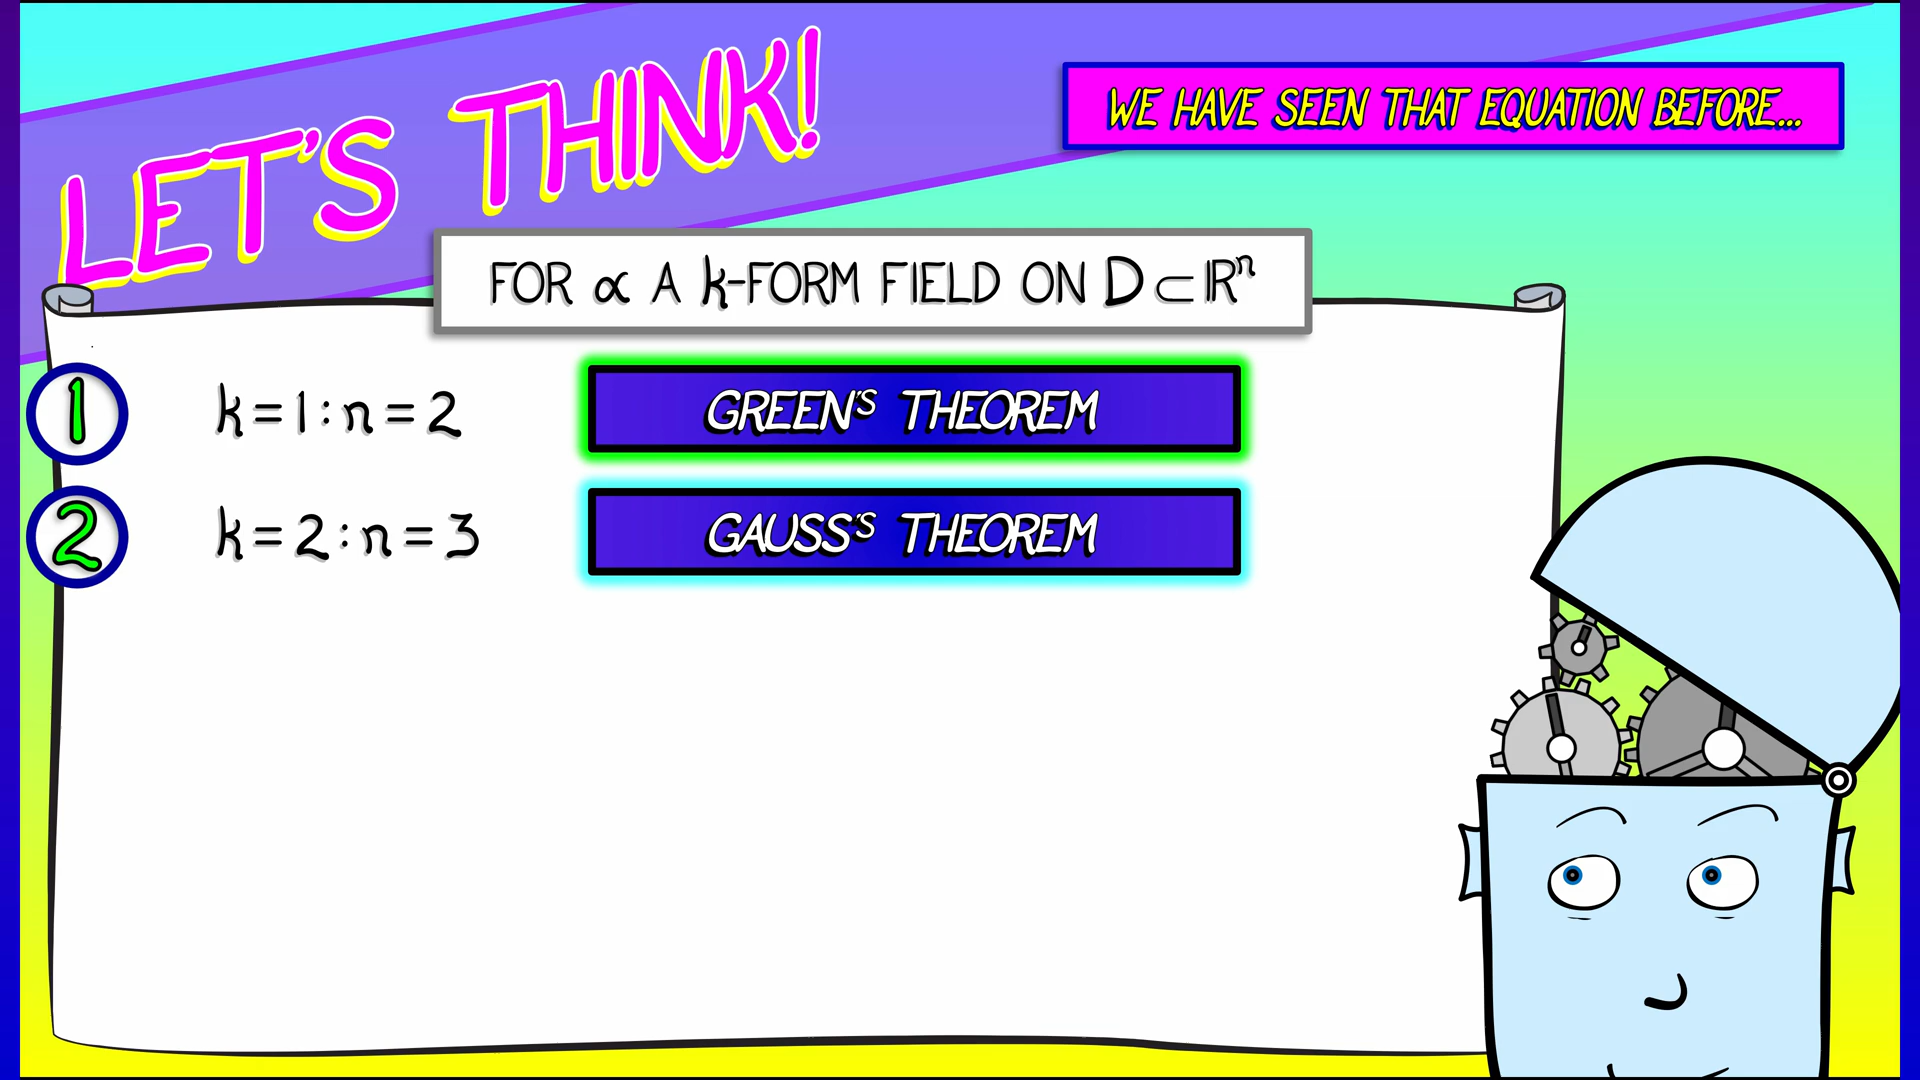 LET'S THINK!
WE HAVE SEEN THAT EQUATION BEFORE...
FOR α A k-FORM FIELD ON D ⊂ ℝⁿ
1 k=1:n=2 GREEN'S THEOREM
2 k=2:n=3 GAUSS'S THEOREM